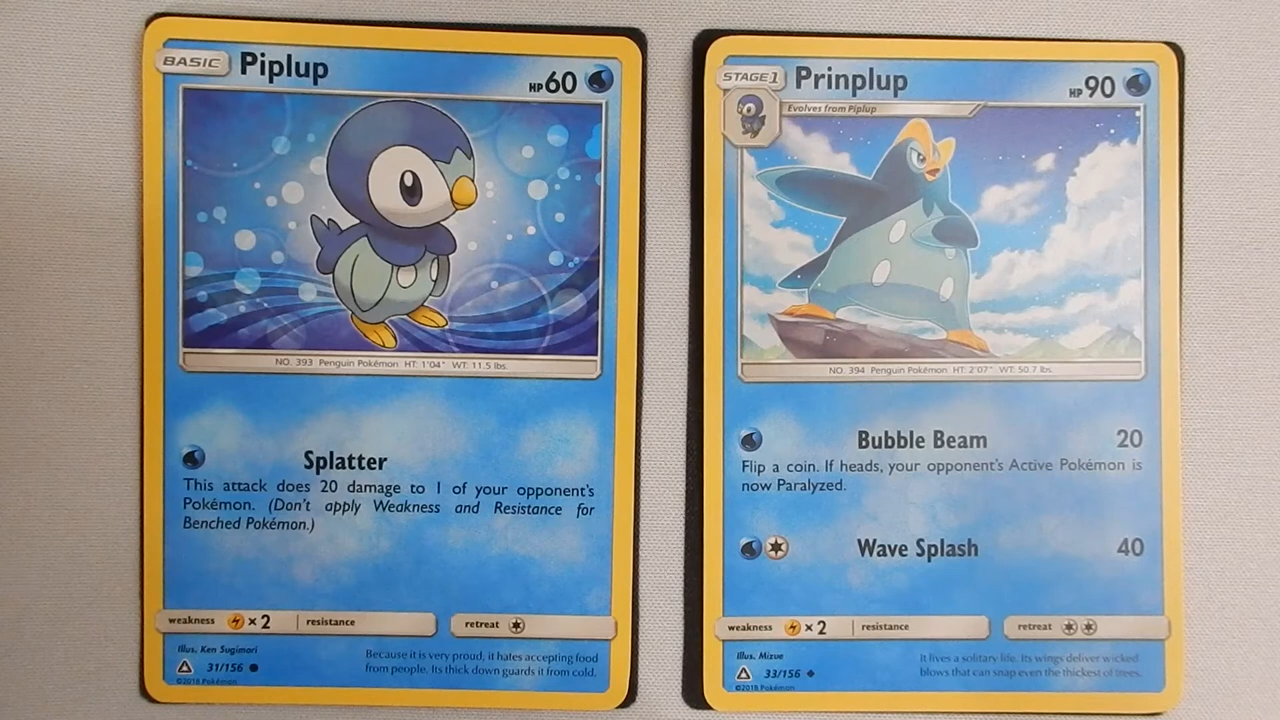 BASIC Piplup HP60
NO. 393 Penguin Pokémon HT: 1'04" WT: 11.5 lbs.
Splatter
This attack does 20 damage to 1 of your opponent's
Pokémon. (Don't apply Weakness and Resistance for
Benched Pokémon.)
weakness ×2 resistance retreat
Illus. Ken Sugimori
31/156
©2018 Pokémon
Because it is very proud, it hates accepting food
from people. Its thick down guards it from cold.
STAGE1 Prinplup HP90
Evolves from Piplup
NO. 394 Penguin Pokémon HT: 2'07" WT: 50.7 lbs.
Bubble Beam 20
Flip a coin. If heads, your opponent's Active Pokémon is
now Paralyzed.
Wave Splash 40
weakness ×2 resistance retreat
Illus. Mizue
33/156
©2018 Pokémon
It lives a solitary life. Its wings deliver wicked
blows that can snap even the thickest of trees.